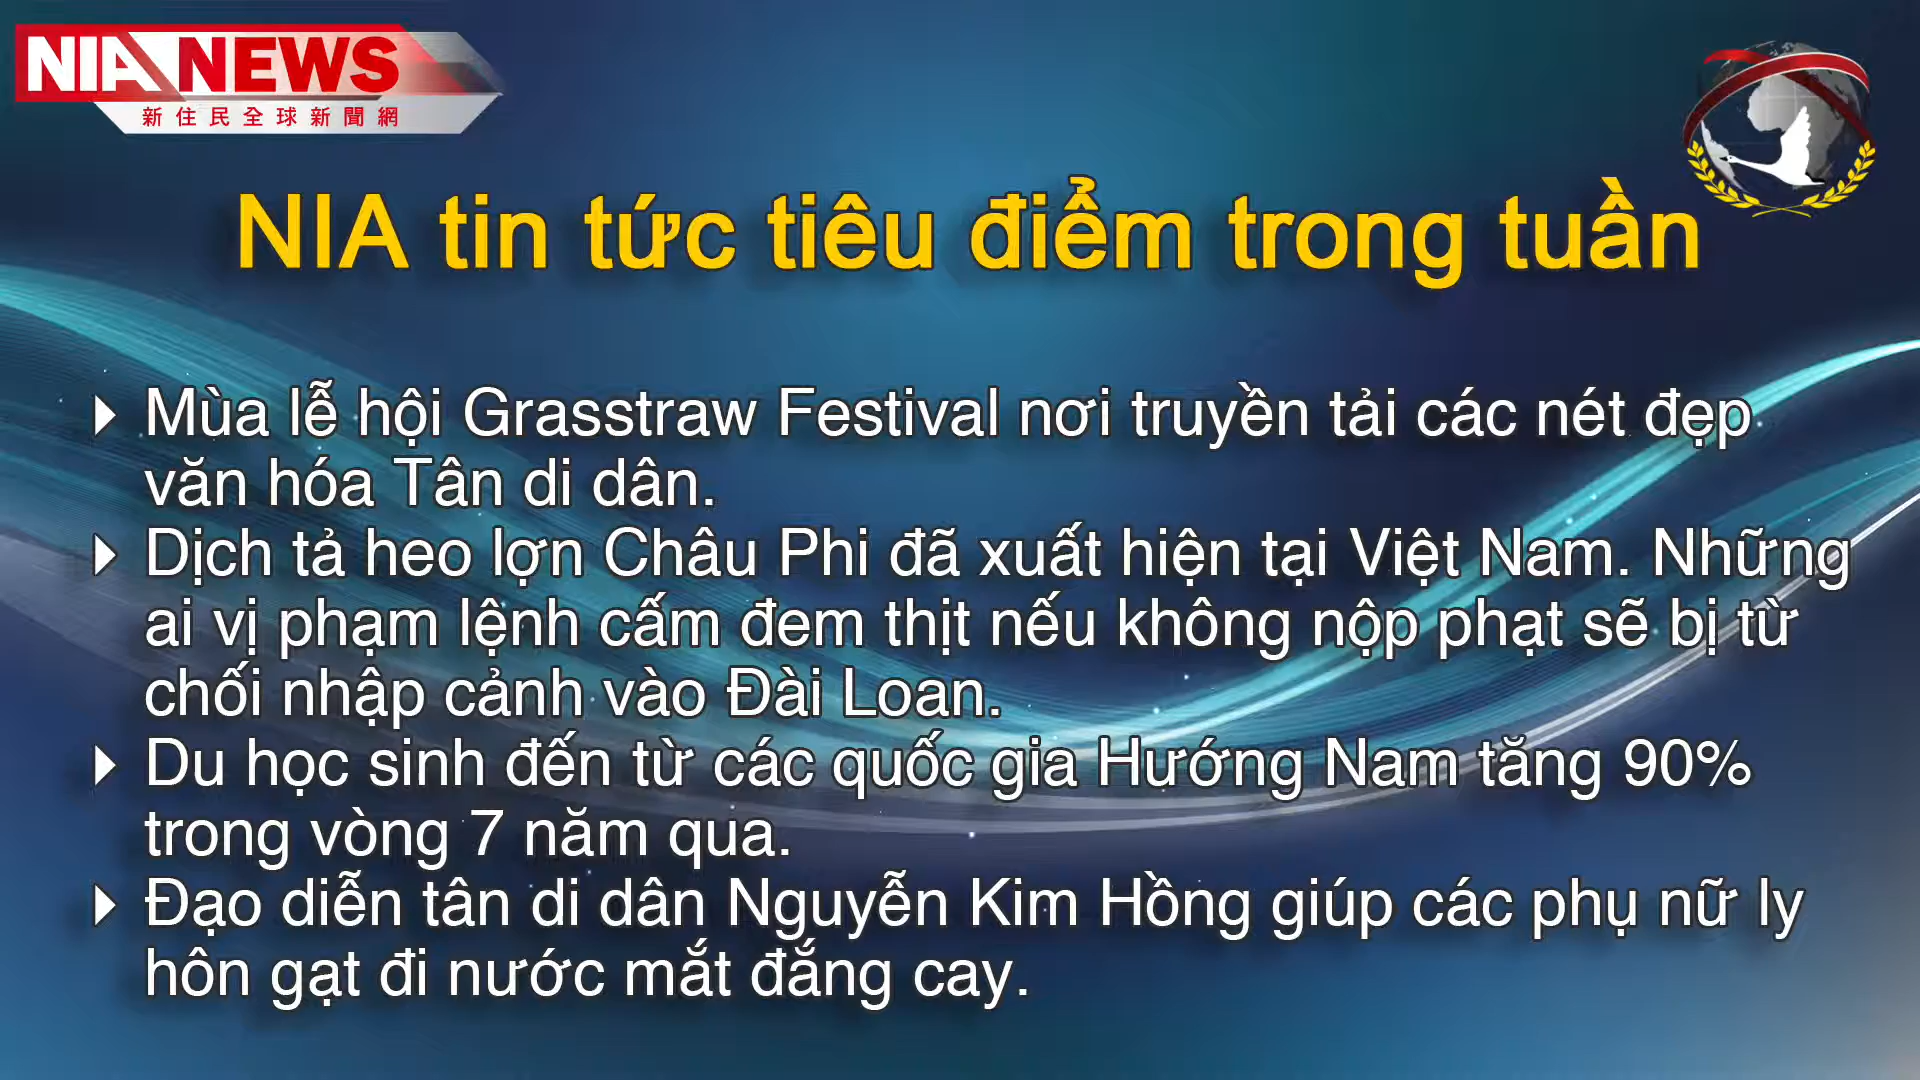 NIA NEWS
新住民全球新聞網
NIA tin tức tiêu điểm trong tuần
Mùa lễ hội Grasstraw Festival nơi truyền tải các nét đẹp
văn hóa Tân di dân.
Dịch tả heo lợn Châu Phi đã xuất hiện tại Việt Nam. Những
ai vị phạm lệnh cấm đem thịt nếu không nộp phạt sẽ bị từ
chối nhập cảnh vào Đài Loan.
Du học sinh đến từ các quốc gia Hướng Nam tăng 90%
trong vòng 7 năm qua.
Đạo diễn tân di dân Nguyễn Kim Hồng giúp các phụ nữ ly
hôn gạt đi nước mắt đắng cay.